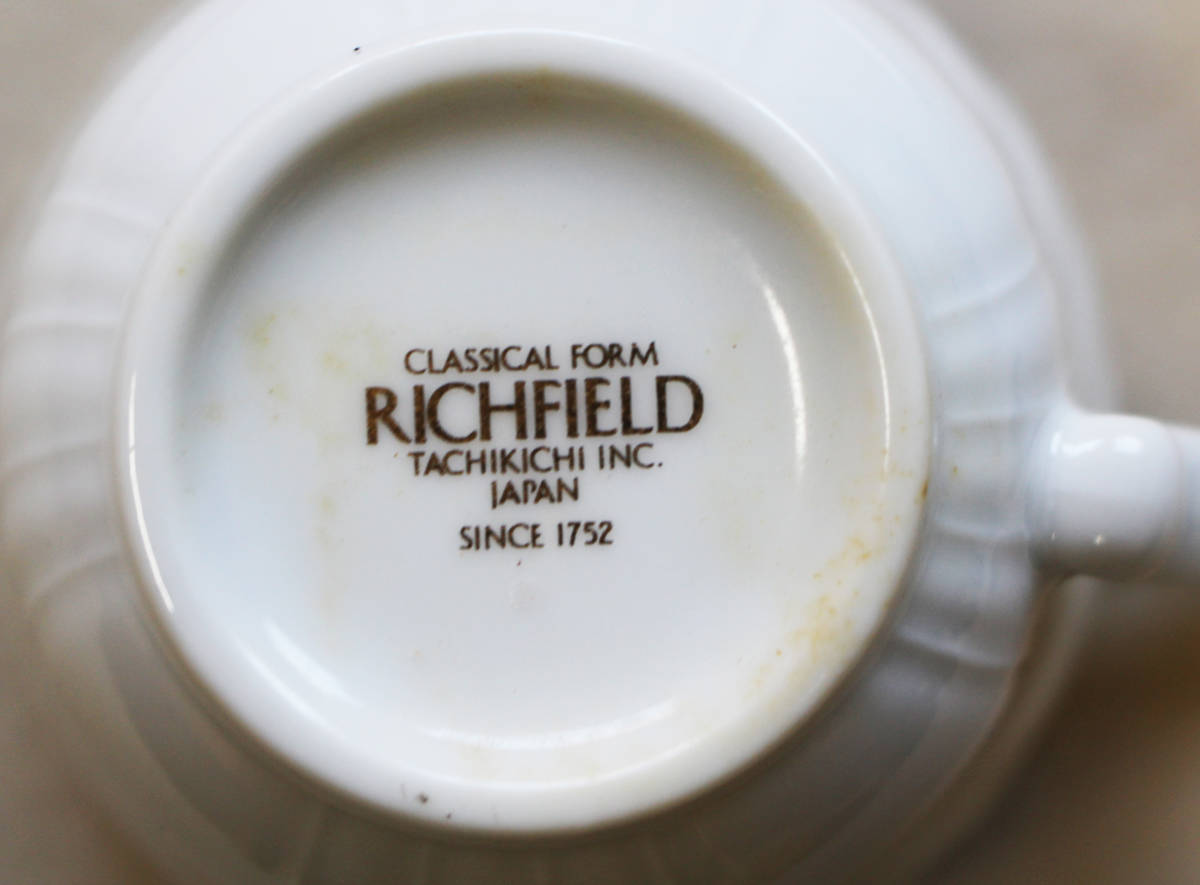 CLASSICAL FORM
RICHFIELD
TACHIKICHI INC.
JAPAN
SINCE 1752